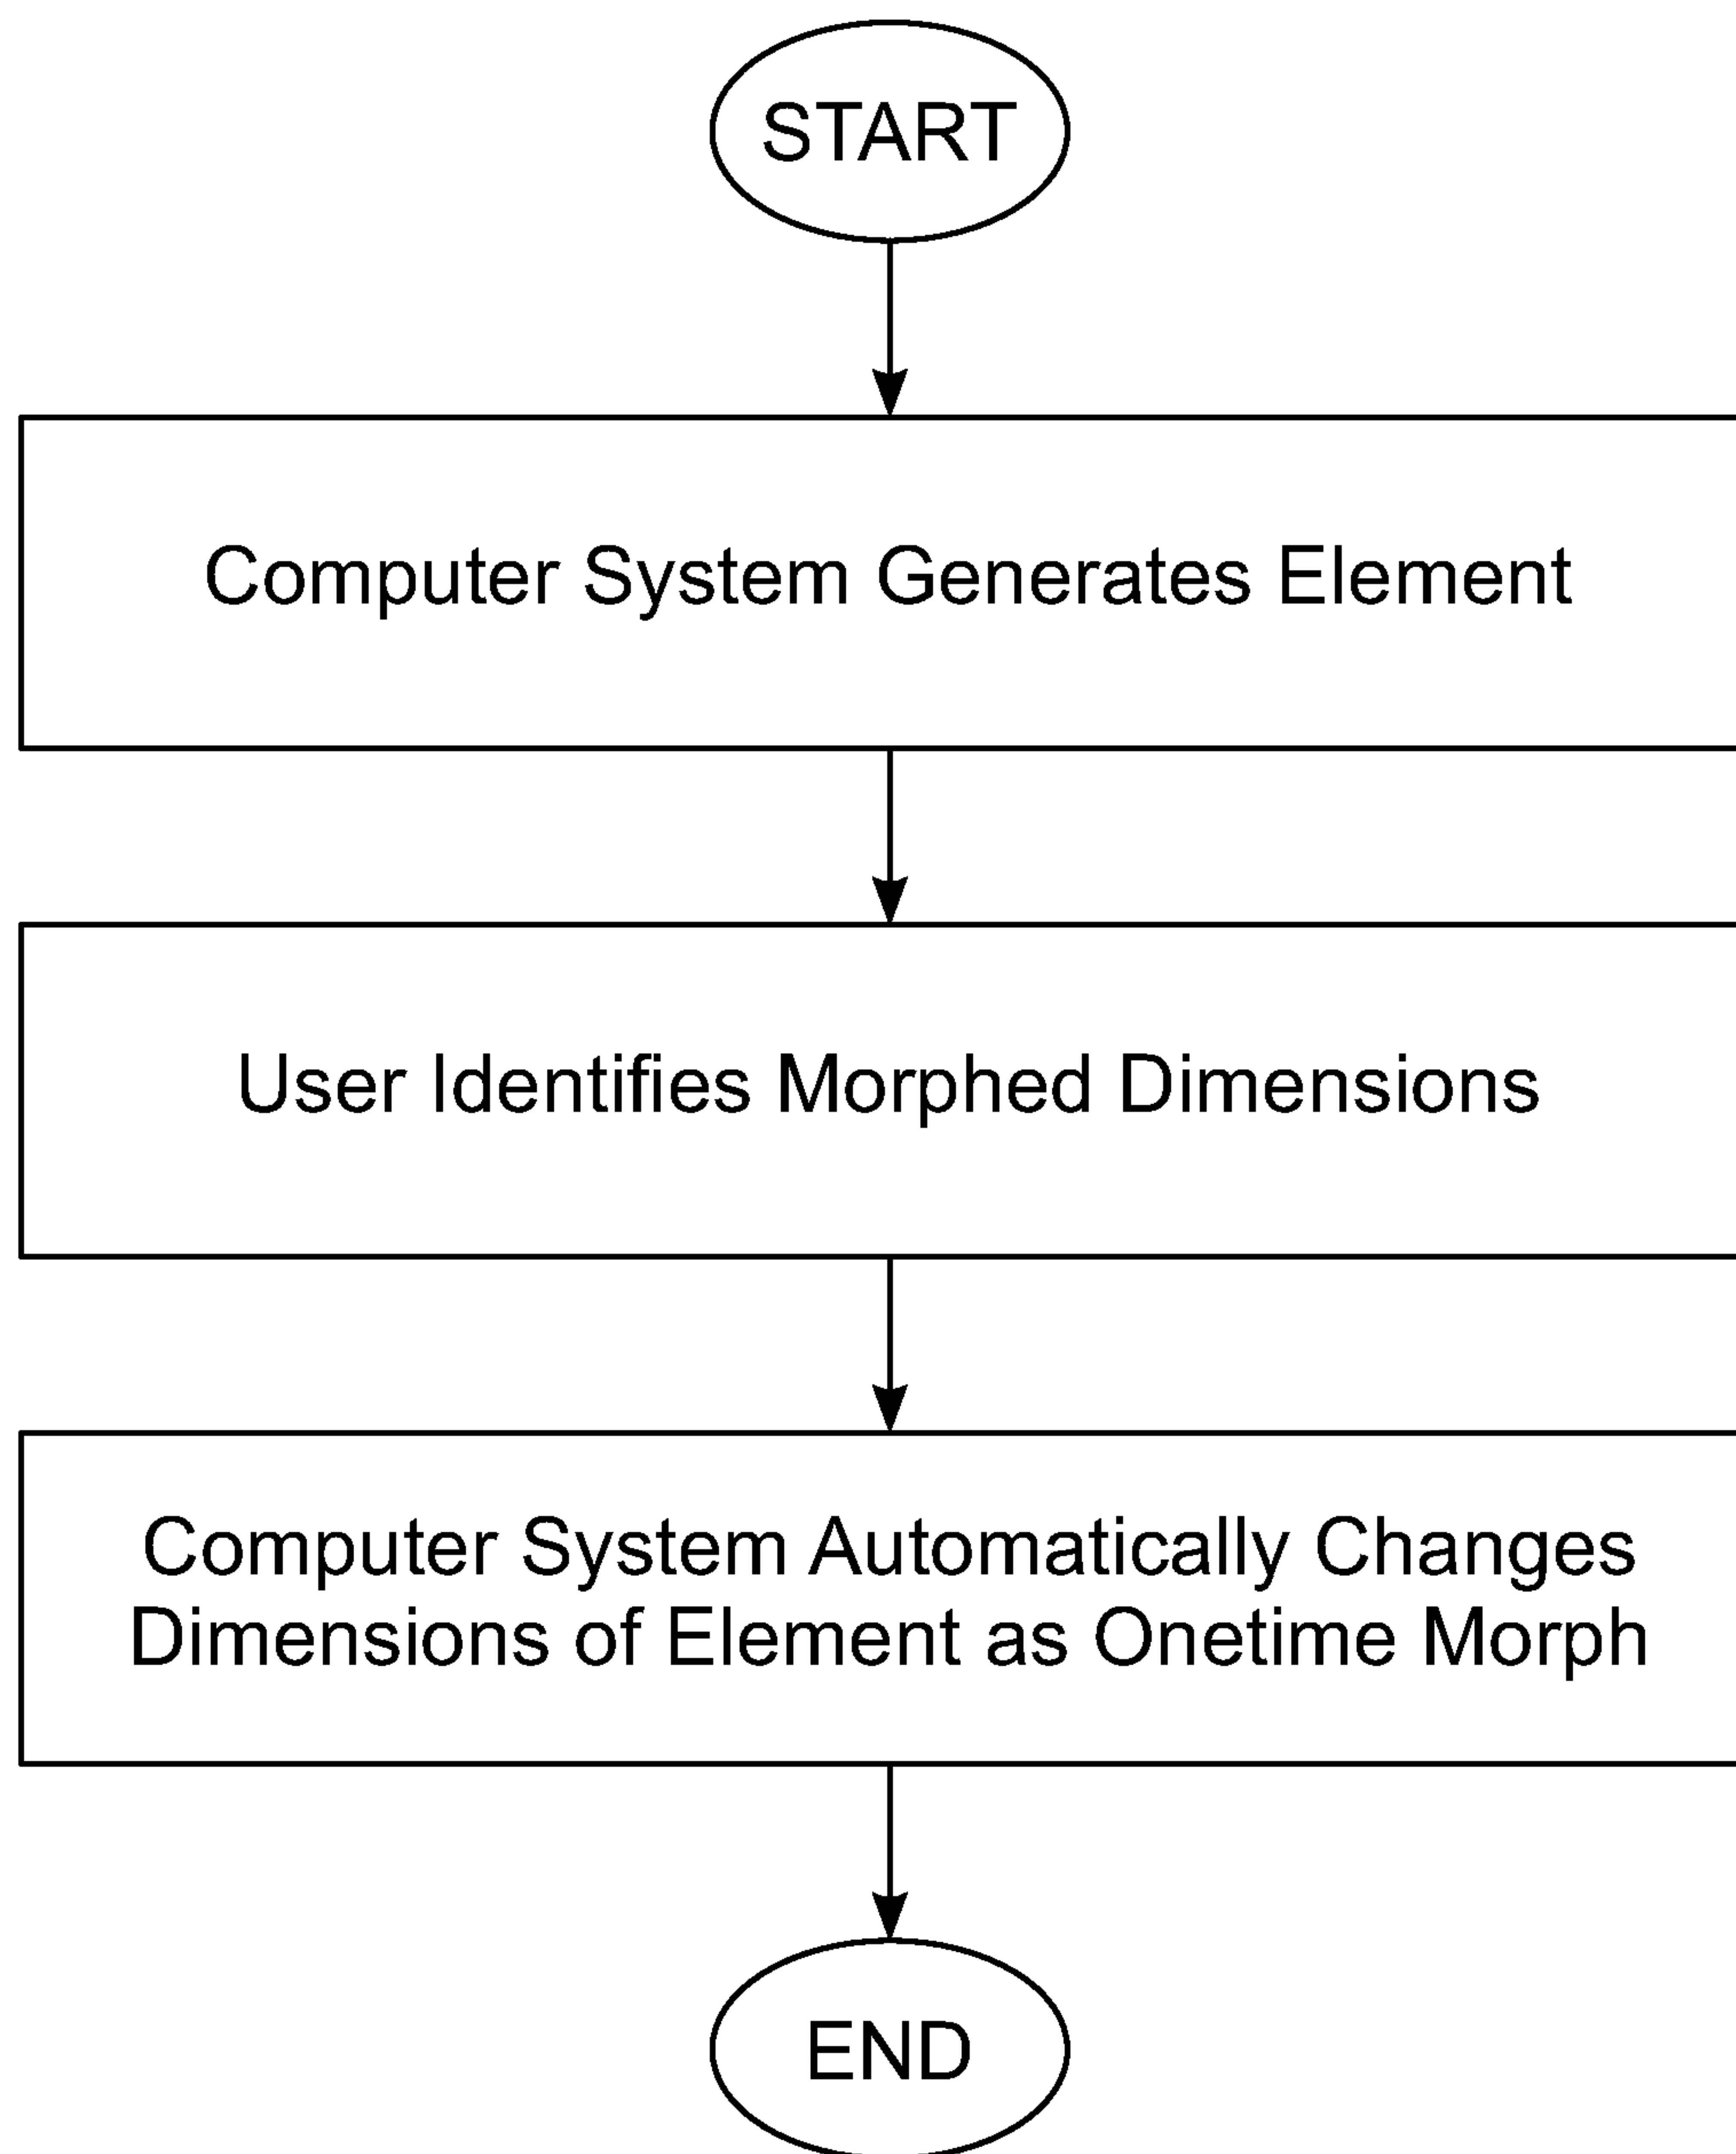 START
Computer System Generates Element
User Identifies Morphed Dimensions
Computer System Automatically Changes
Dimensions of Element as Onetime Morph
END